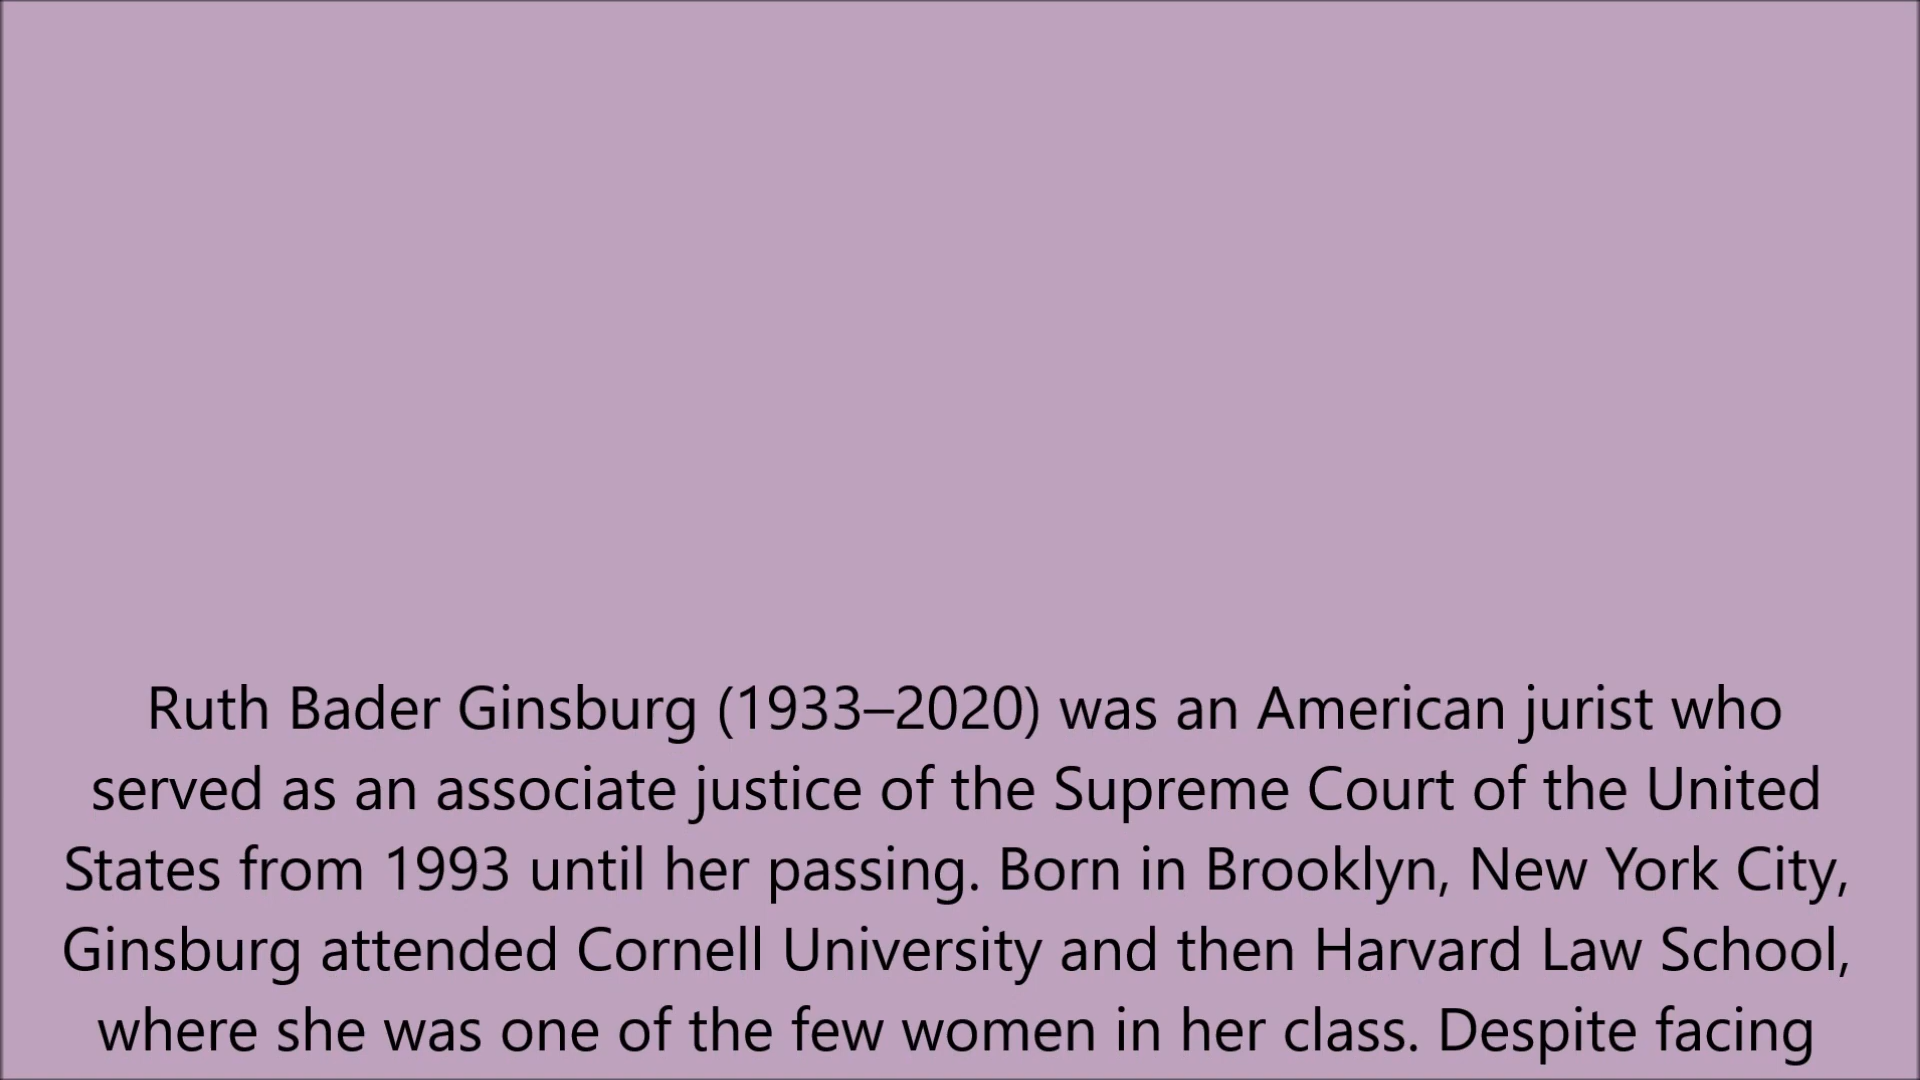 Ruth Bader Ginsburg (1933–2020) was an American jurist who
served as an associate justice of the Supreme Court of the United
States from 1993 until her passing. Born in Brooklyn, New York City,
Ginsburg attended Cornell University and then Harvard Law School,
where she was one of the few women in her class. Despite facing